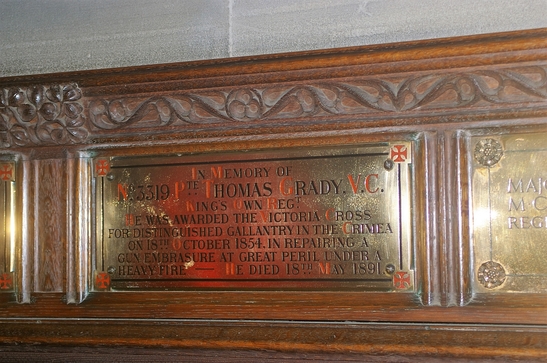 IN MEMORY OF
No 3319 PTE THOMAS GRADY. V.C.
KINGS OWN REGT
HE WAS AWARDED THE VICTORIA CROSS
FOR DISTINGUISHED GALLANTRY IN THE CRIMEA
ON 18TH OCTOBER 1854. IN REPAIRING A
GUN EMBRASURE AT GREAT PERIL UNDER A
HEAVY FIRE — HE DIED 18TH MAY 1891
MAJO
M C
REGI